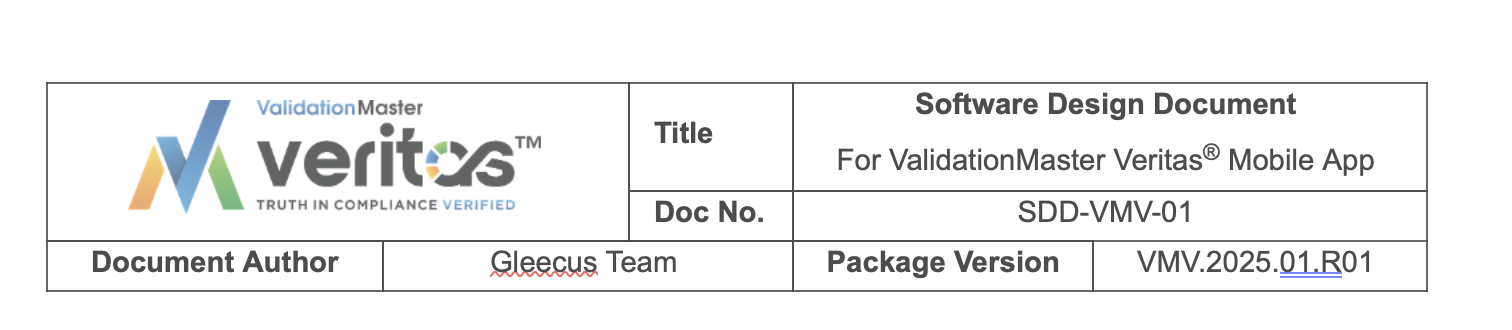 ValidationMaster
veritas™
TRUTH IN COMPLIANCE VERIFIED
Title
Software Design Document
For ValidationMaster Veritas® Mobile App
Doc No.
SDD-VMV-01
Document Author
Gleecus Team
Package Version
VMV.2025.01.R01